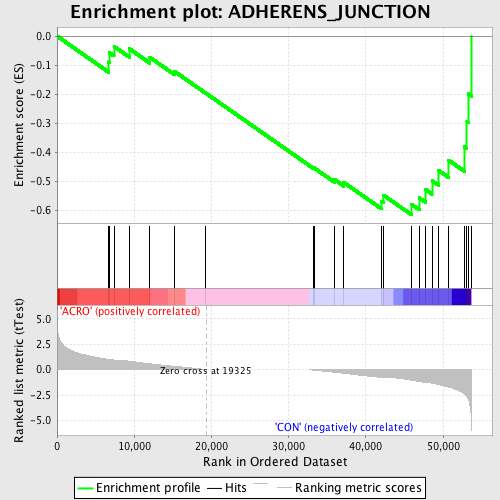 Enrichment plot: ADHERENS_JUNCTION
Enrichment score (ES)
0.0
-0.1
-0.2
-0.3
-0.4
-0.5
-0.6
'ACRO' (positively correlated)
Ranked list metric (tTest)
5.0
2.5
0.0
-2.5
-5.0
Zero cross at 19325
'CON' (negatively correlated)
0 10,000 20,000 30,000 40,000 50,000
Rank in Ordered Dataset
Enrichment profile Hits Ranking metric scores